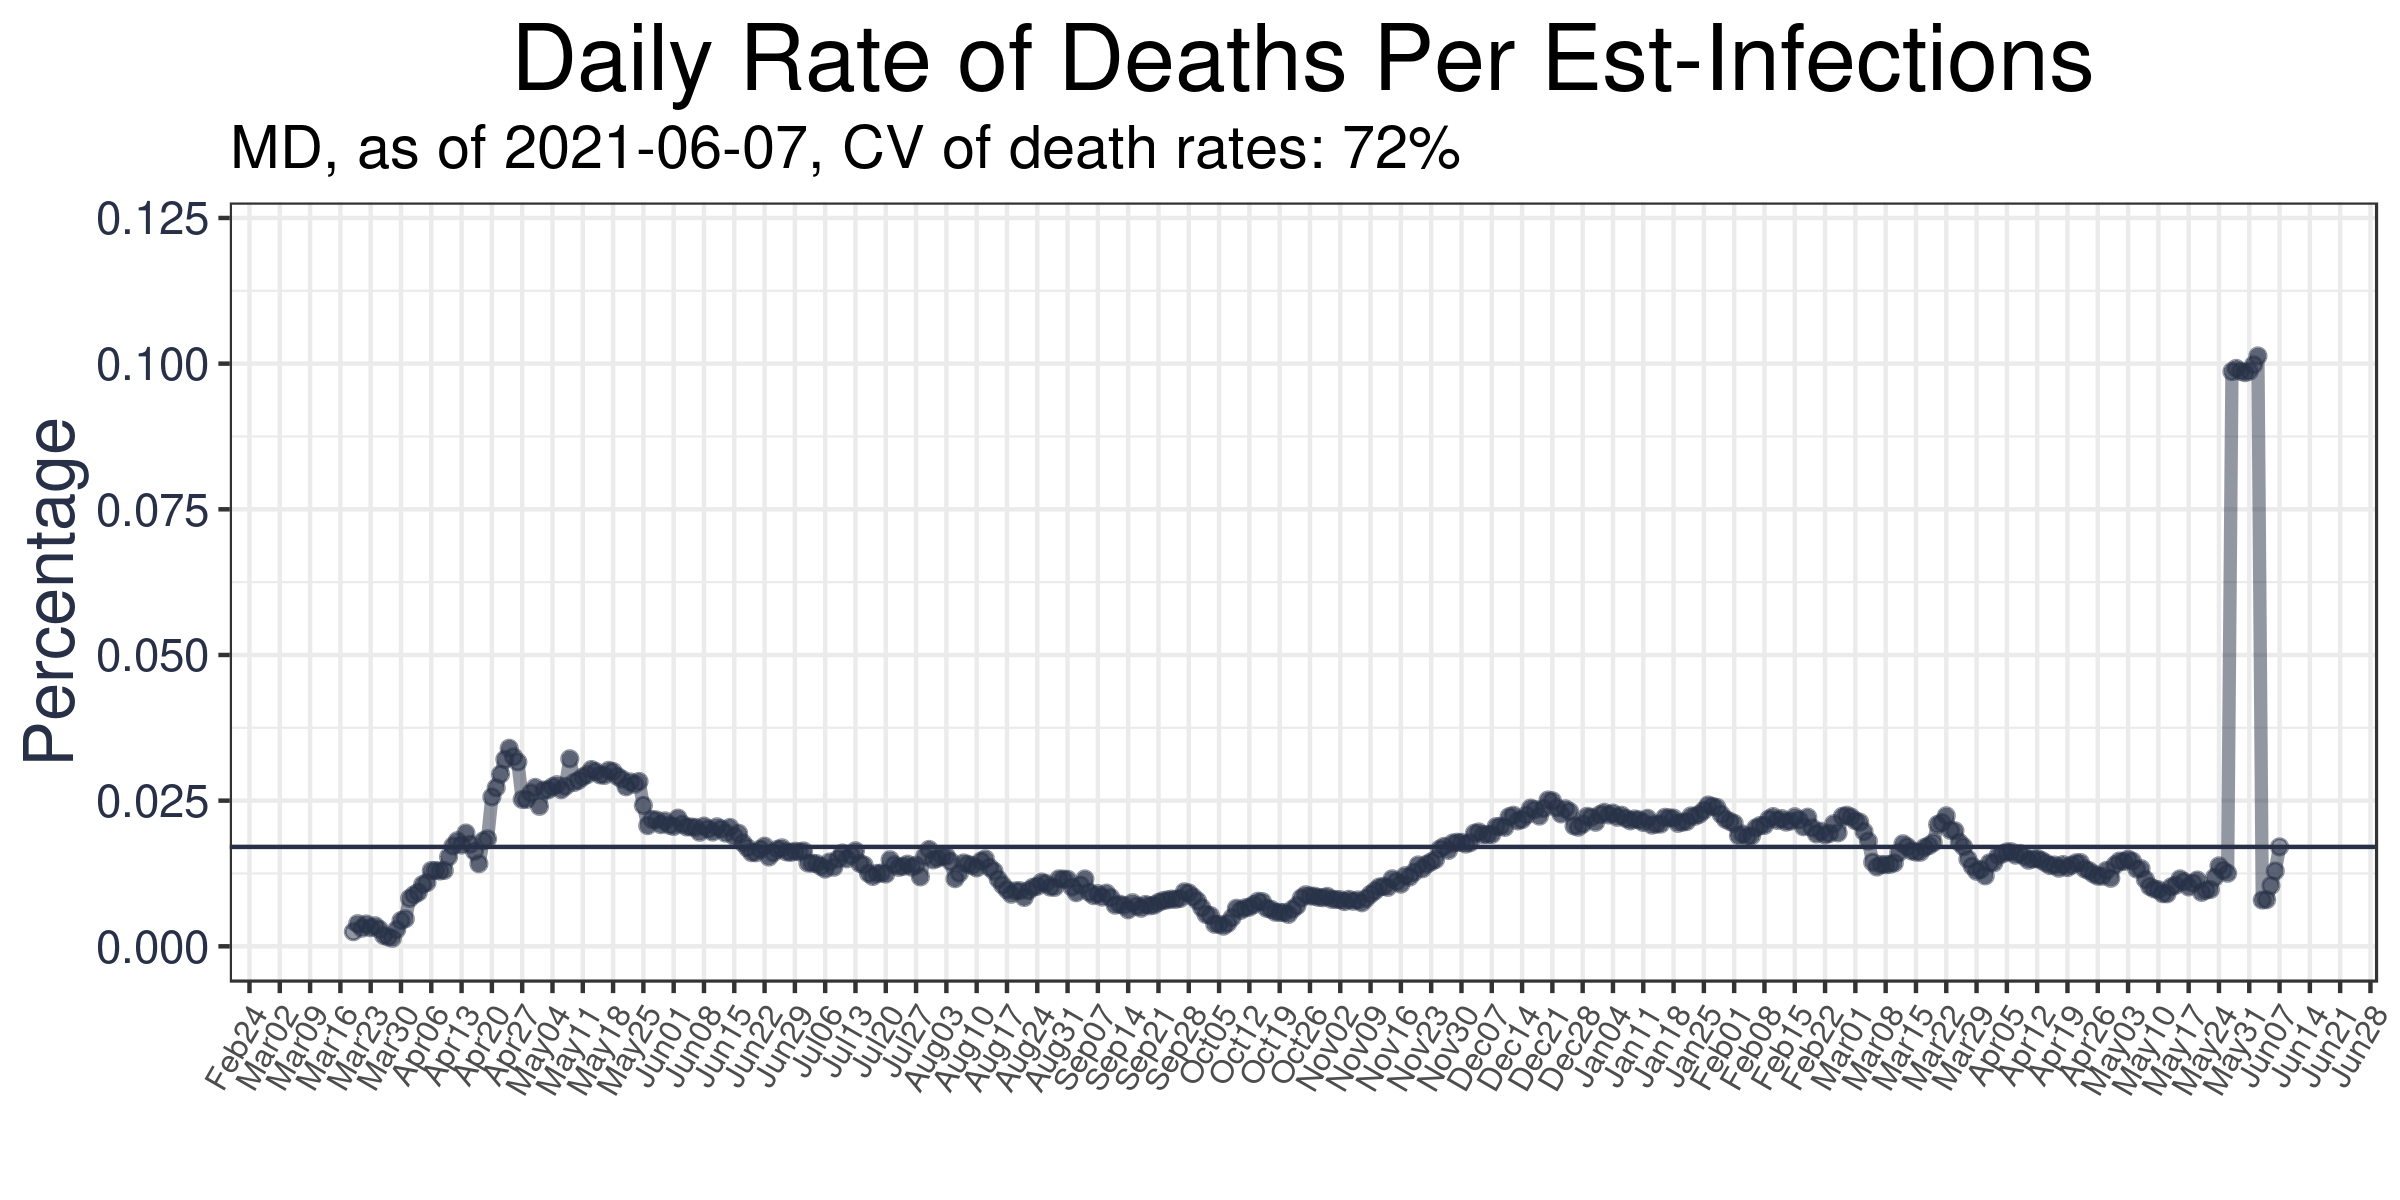 Daily Rate of Deaths Per Est-Infections
MD, as of 2021-06-07, CV of death rates: 72%
Percentage
0.125
0.100
0.075
0.050
0.025
0.000
Feb24
Mar02
Mar09
Mar16
Mar23
Mar30
Apr06
Apr13
Apr20
Apr27
May04
May11
May18
May25
Jun01
Jun08
Jun15
Jun22
Jun29
Jul06
Jul13
Jul20
Jul27
Aug03
Aug10
Aug17
Aug24
Aug31
Sep07
Sep14
Sep21
Sep28
Oct05
Oct12
Oct19
Oct26
Nov02
Nov09
Nov16
Nov23
Nov30
Dec07
Dec14
Dec21
Dec28
Jan04
Jan11
Jan18
Jan25
Feb01
Feb08
Feb15
Feb22
Mar01
Mar08
Mar15
Mar22
Mar29
Apr05
Apr12
Apr19
Apr26
May03
May10
May17
May24
May31
Jun07
Jun14
Jun21
Jun28